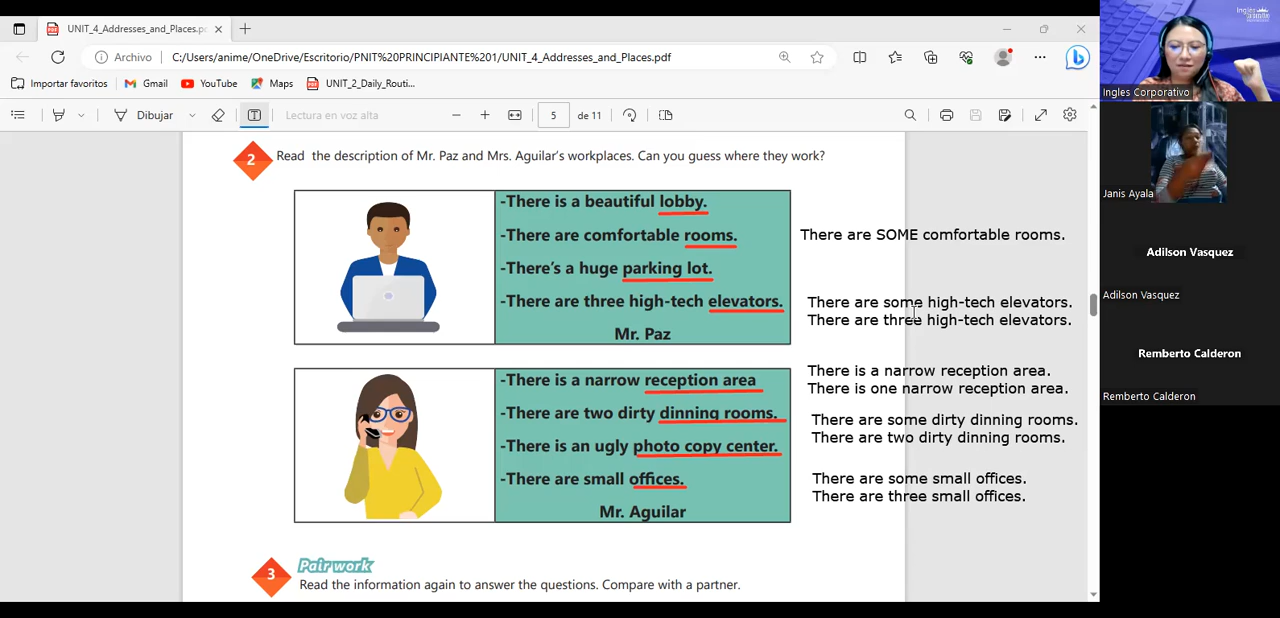 UNIT_4_Addresses_and_Places.pdf
Archivo
C:/Users/anime/OneDrive/Escritorio/PNIT%20PRINCIPIANTE%201/UNIT_4_Addresses_and_Places.pdf
Importar favoritos
Gmail
YouTube
Maps
UNIT_2_Daily_Routi...
Dibujar
Lectura en voz alta
5
de 11
2
Read the description of Mr. Paz and Mrs. Aguilar's workplaces. Can you guess where they work?
-There is a beautiful lobby.
-There are comfortable rooms.
There are SOME comfortable rooms.
-There's a huge parking lot.
-There are three high-tech elevators.
There are some high-tech elevators.
There are three high-tech elevators.
Mr. Paz
-There is a narrow reception area
There is a narrow reception area.
There is one narrow reception area.
-There are two dirty dinning rooms.
There are some dirty dinning rooms.
There are two dirty dinning rooms.
-There is an ugly photo copy center.
-There are small offices.
There are some small offices.
There are three small offices.
Mr. Aguilar
3
Pair work
Read the information again to answer the questions. Compare with a partner.
Ingles Corporativo
Janis Ayala
Adilson Vasquez
Adilson Vasquez
Remberto Calderon
Remberto Calderon